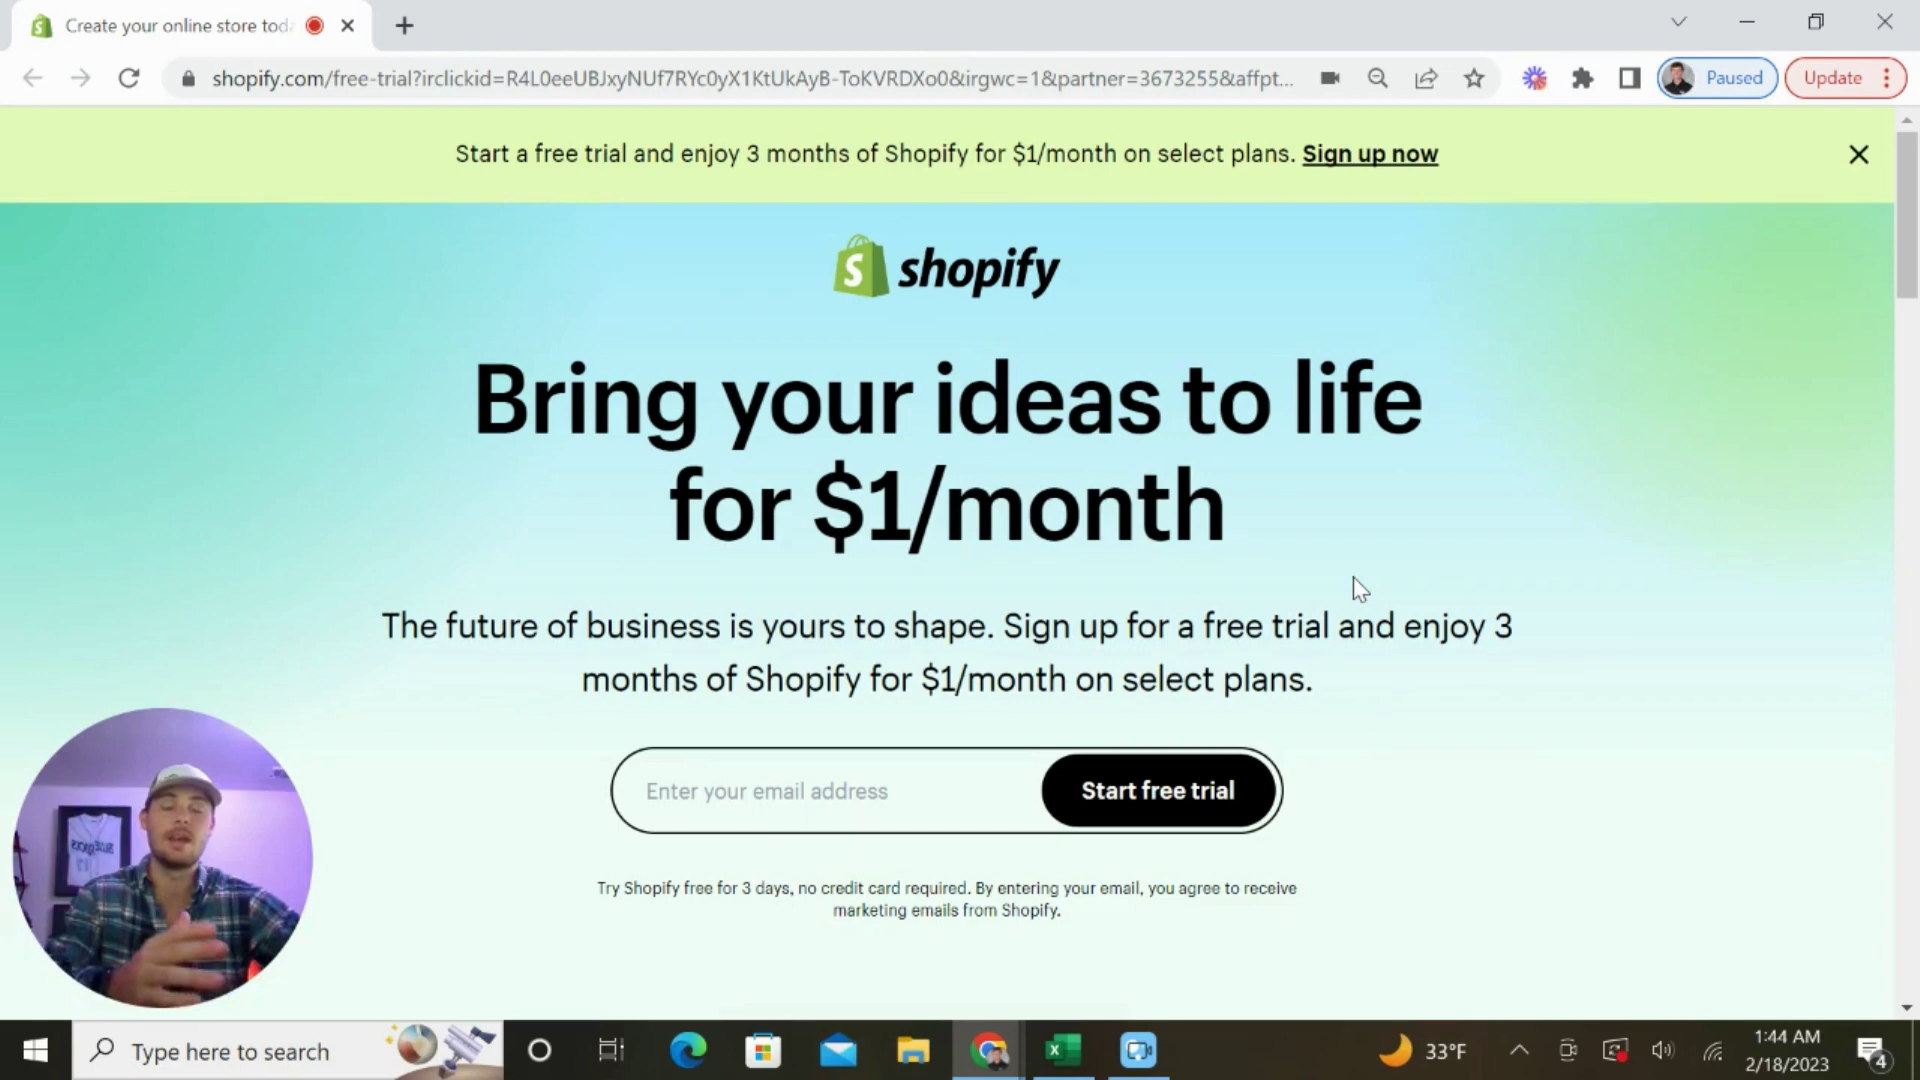 Create your online store tod
shopify.com/free-trial?irclickid=R4L0eeUBJxyNUf7RYc0yX1KtUkAyB-ToKVRDXo0&irgwc=1&partner=3673255&affpt...
Paused
Update
Start a free trial and enjoy 3 months of Shopify for $1/month on select plans. Sign up now
shopify
Bring your ideas to life
for $1/month
The future of business is yours to shape. Sign up for a free trial and enjoy 3
months of Shopify for $1/month on select plans.
Enter your email address
Start free trial
Try Shopify free for 3 days, no credit card required. By entering your email, you agree to receive
marketing emails from Shopify.
Type here to search
33°F
1:44 AM
2/18/2023
4